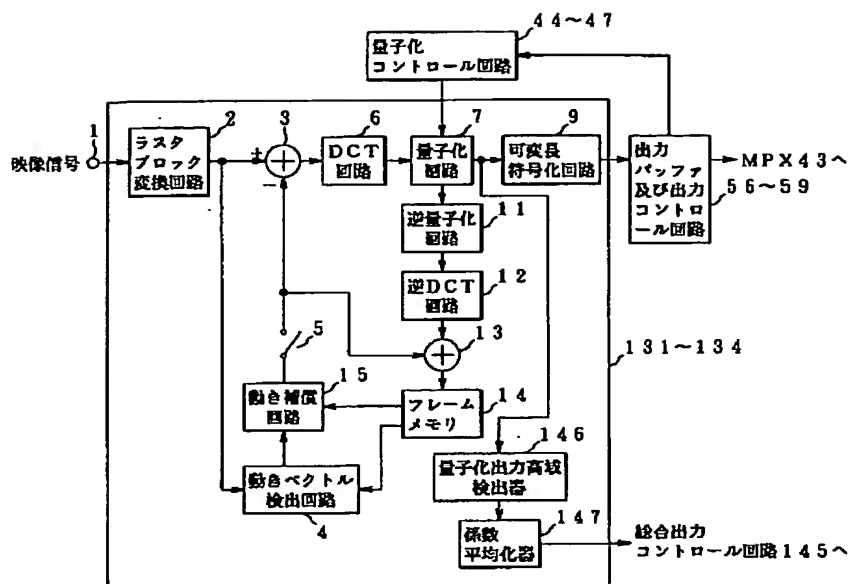 44～47
量子化
コントロール回路
1
2
3
6
7
9
映像信号
ラスタ
ブロック
変換回路
+
-
DCT
回路
量子化
回路
可変長
符号化回路
出力
バッファ
及び出力
コントロ
ール回路
MPX43へ
56～59
逆量子化
回路
11
逆DCT
回路
12
13
5
131～134
15
動き補償
回路
フレーム
メモリ
14
146
動きベクトル
検出回路
4
量子化出力高域
検出器
147
係数
平均化器
総合出力
コントロール回路145へ